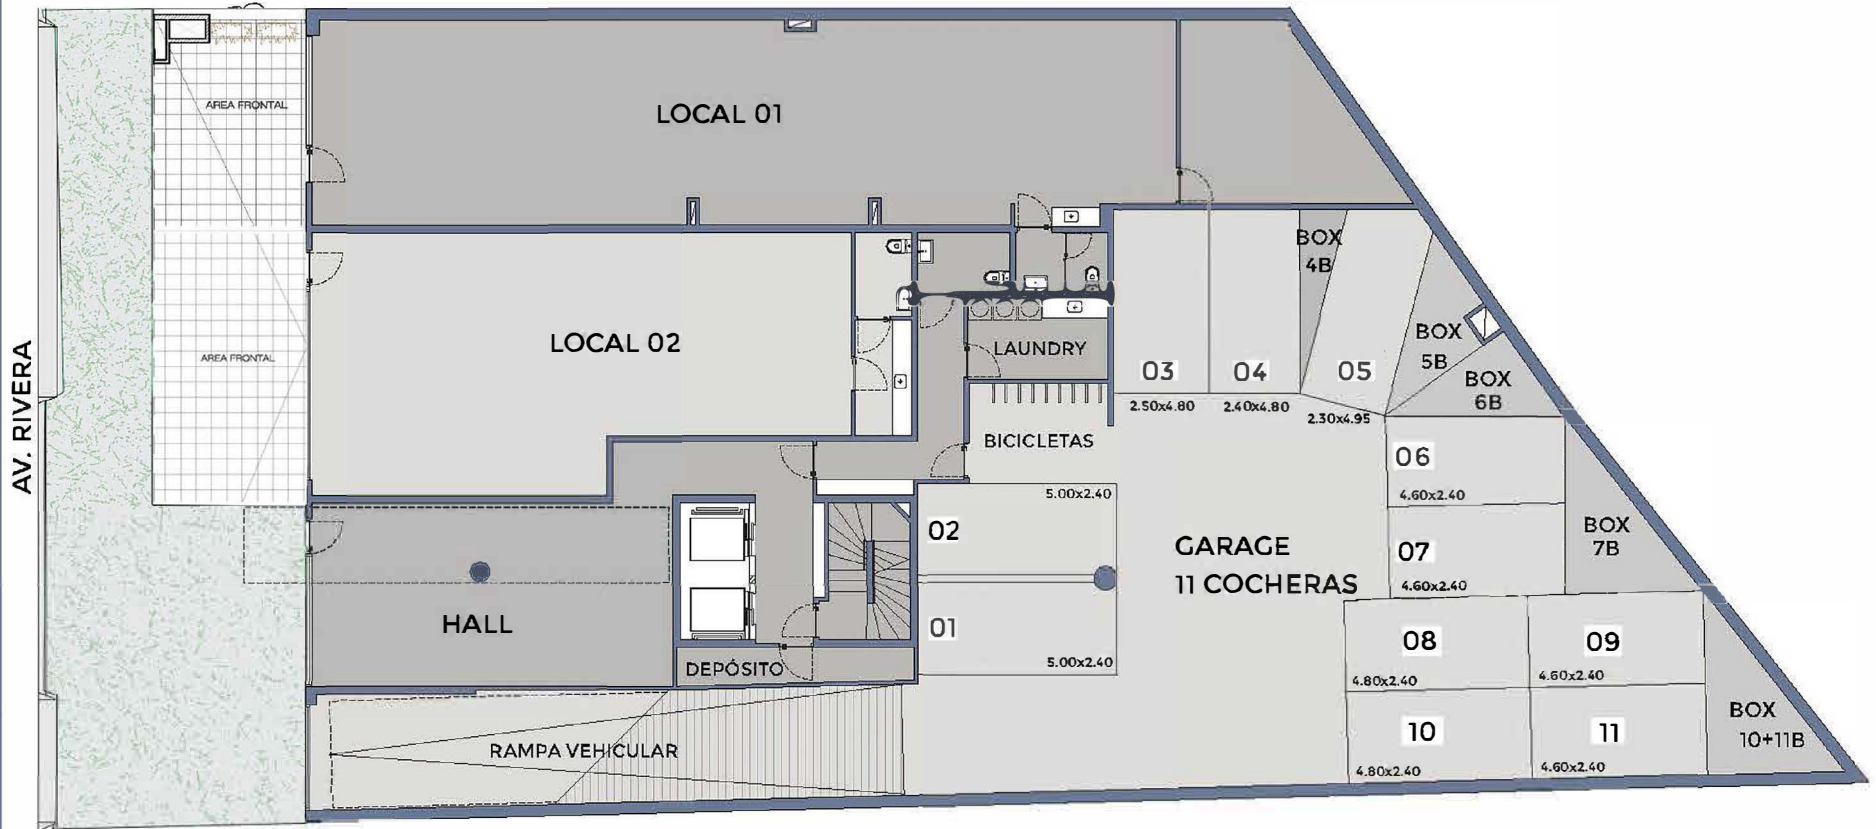 AREA FRONTAL
LOCAL 01
BOX
4B
AV. RIVERA
AREA FRONTAL
LOCAL 02
LAUNDRY
03
04
05
BOX
5B
BOX
6B
2.50x4.80
2.40x4.80
2.30x4.95
BICICLETAS
06
4.60x2.40
5.00x2.40
02
GARAGE
11 COCHERAS
07
4.60x2.40
BOX
7B
HALL
01
5.00x2.40
08
4.80x2.40
09
4.60x2.40
DEPÓSITO
RAMPA VEHICULAR
10
4.80x2.40
11
4.60x2.40
BOX
10+11B